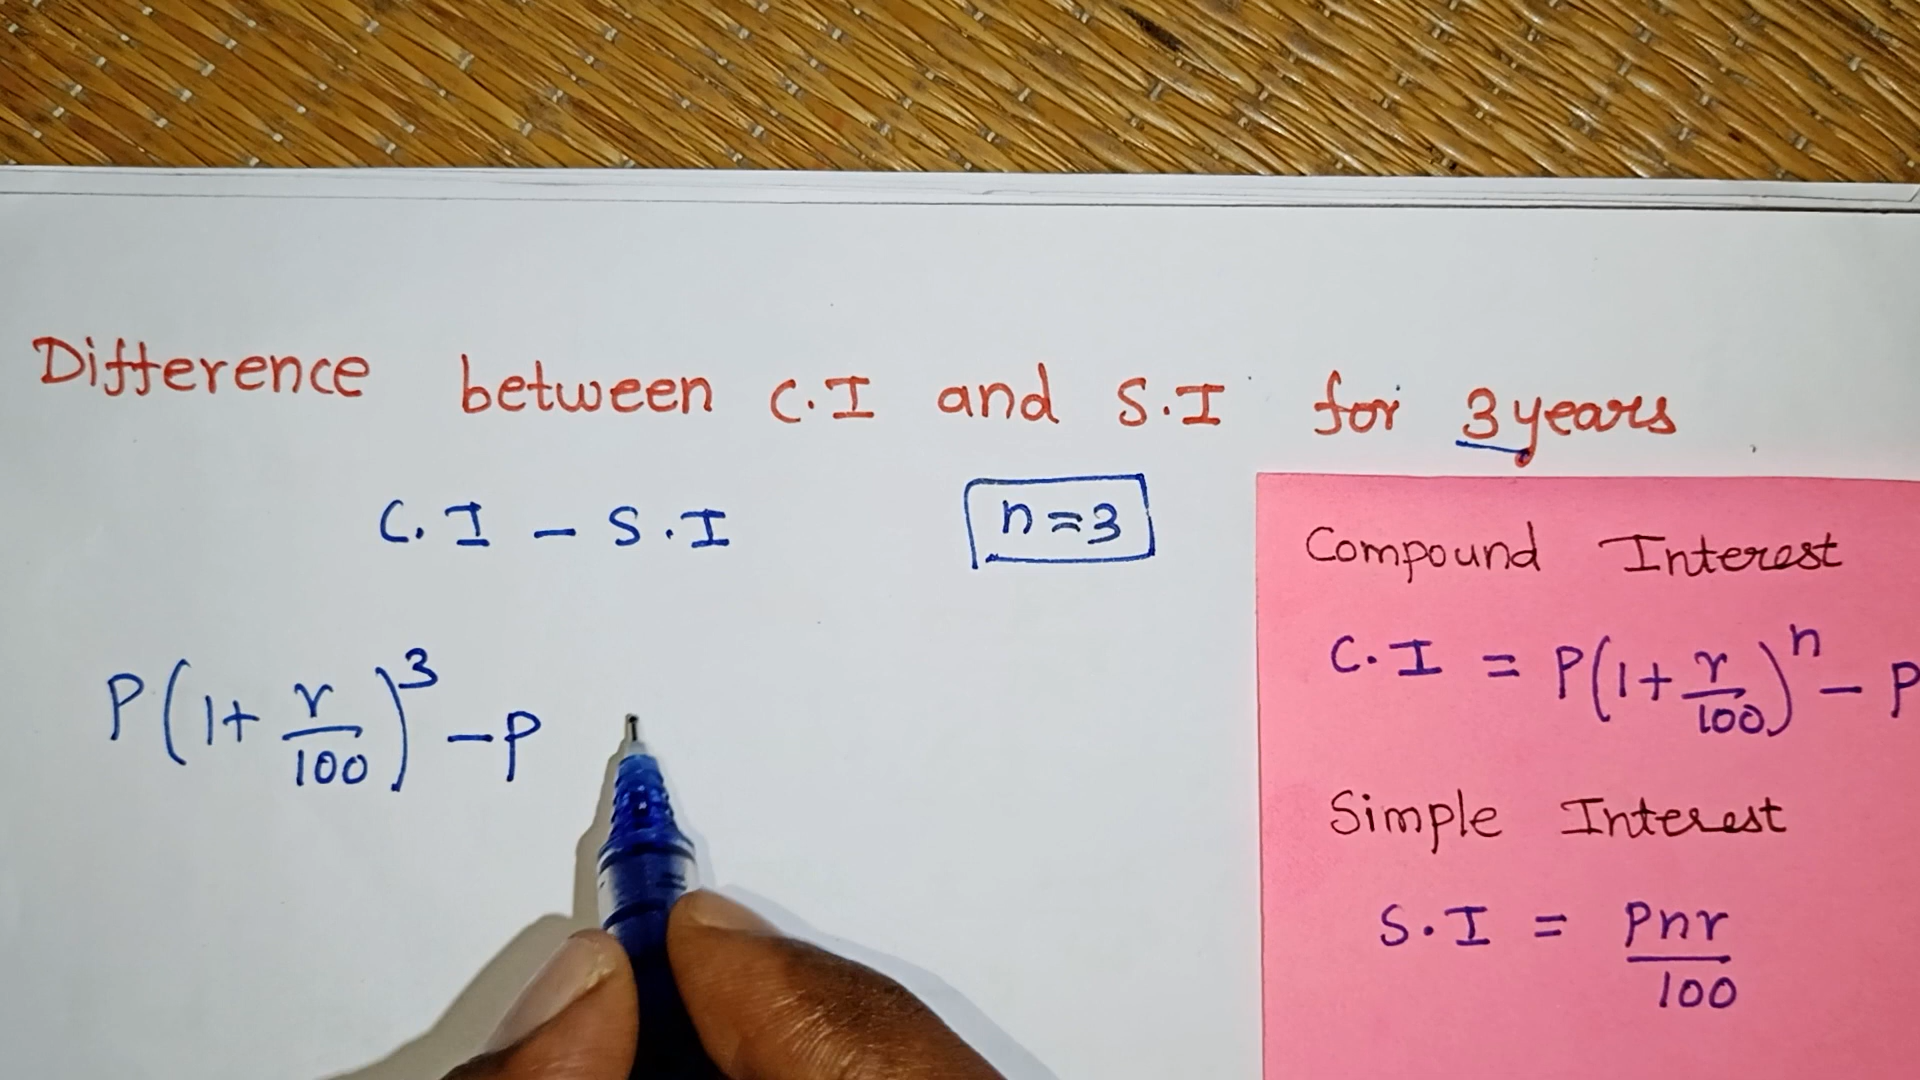 Difference between C.I and S.I for 3 years
C.I - S.I
n=3
P(1+r/100)^3 - P
Compound Interest
C.I = P(1+r/100)^n - P
Simple Interest
S.I = Pnr/100